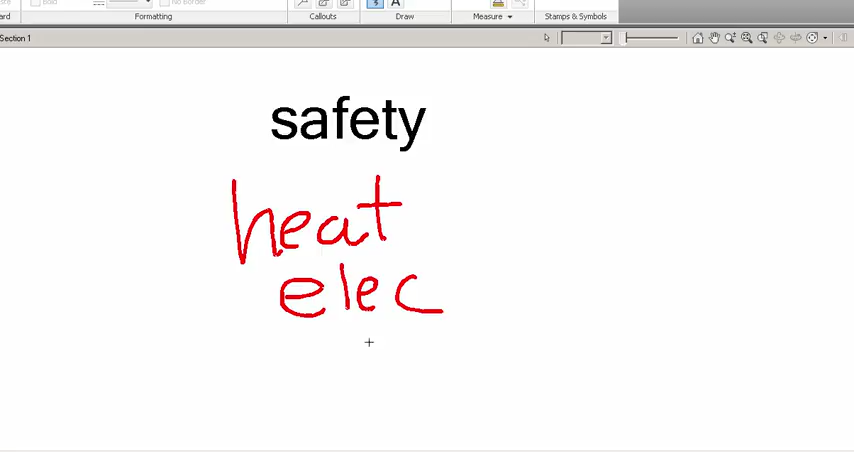 Bold
No Border
Formatting
Callouts
A
Draw
Measure
Stamps & Symbols
Section 1
safety
heat
elec